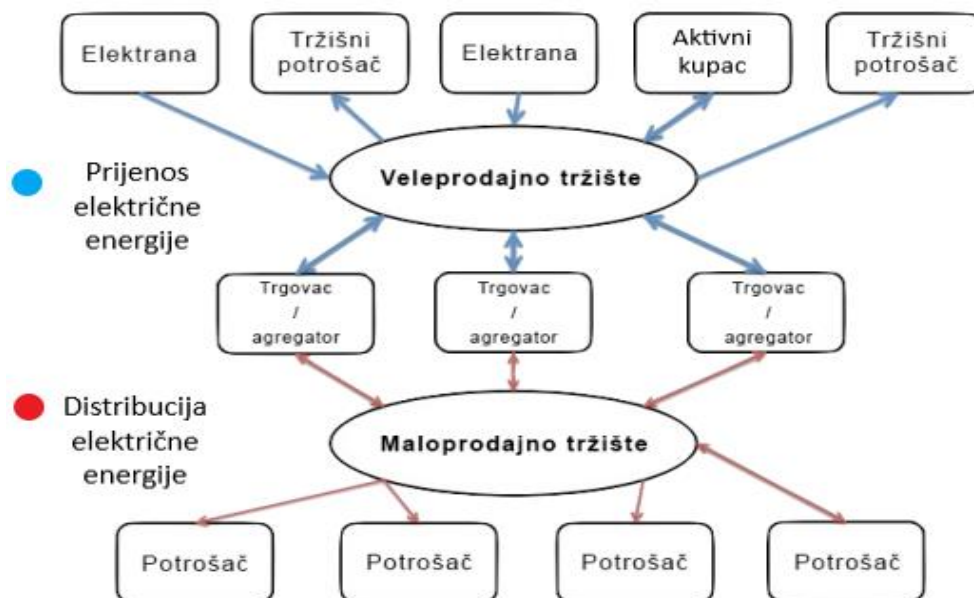 Elektrana
Tržišni
potrošač
Elektrana
Aktivni
kupac
Tržišni
potrošač
Veleprodajno tržište
Prijenos
električne
energije
Trgovac
/
agregator
Trgovac
/
agregator
Trgovac
/
agregator
Distribucija
električne
energije
Maloprodajno tržište
Potrošač
Potrošač
Potrošač
Potrošač